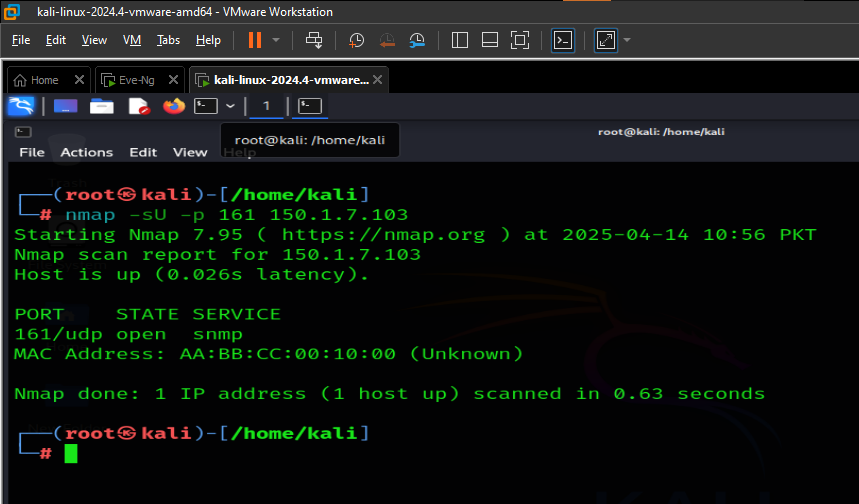 kali-linux-2024.4-vmware-amd64 - VMware Workstation
File Edit View VM Tabs Help
Home Eve-Ng kali-linux-2024.4-vmware...
1
root@kali: /home/kali
root@kali: /home/kali
File Actions Edit View Help
┌──(root㉿kali)-[/home/kali]
└─# nmap -sU -p 161 150.1.7.103
Starting Nmap 7.95 ( https://nmap.org ) at 2025-04-14 10:56 PKT
Nmap scan report for 150.1.7.103
Host is up (0.026s latency).
PORT STATE SERVICE
161/udp open snmp
MAC Address: AA:BB:CC:00:10:00 (Unknown)
Nmap done: 1 IP address (1 host up) scanned in 0.63 seconds
┌──(root㉿kali)-[/home/kali]
└─#